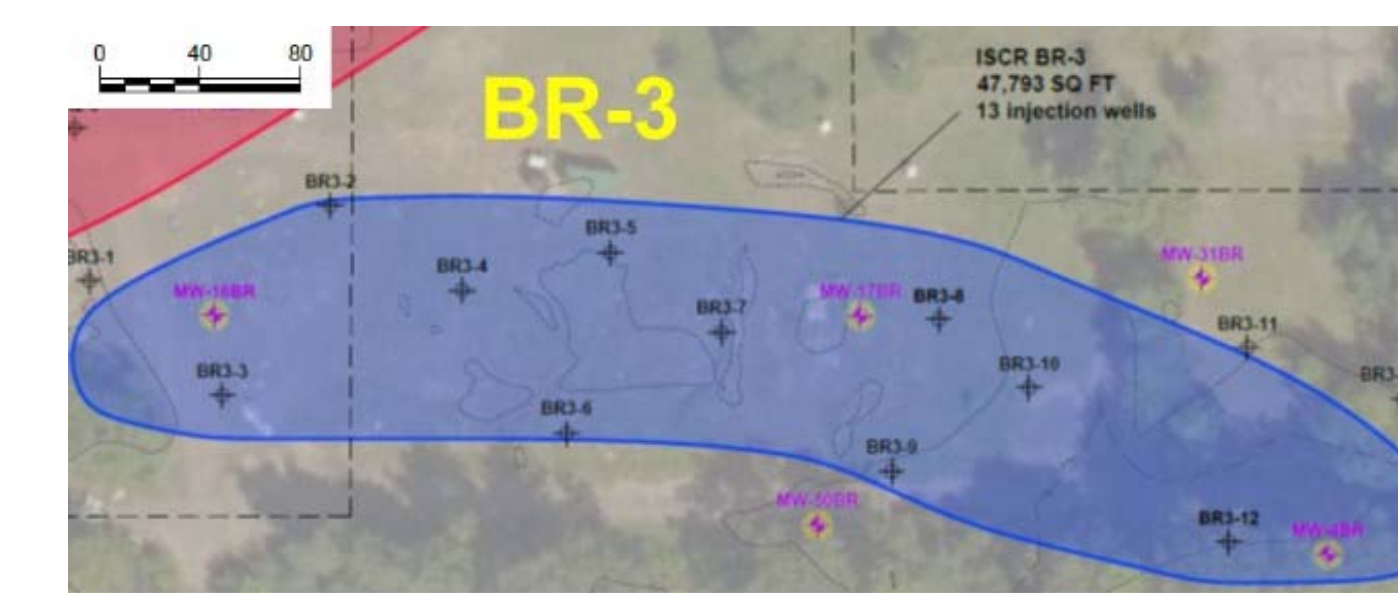 0 40 80
BR-3
ISCR BR-3
47,793 SQ FT
13 injection wells
BR3-2
BR3-1
BR3-5
BR3-4
MW-31BR
MW-16BR
MW-17BR
BR3-8
BR3-7
BR3-11
BR3-3
BR3-10
BR3-
BR3-6
BR3-9
MW-50BR
BR3-12
MW-4BR